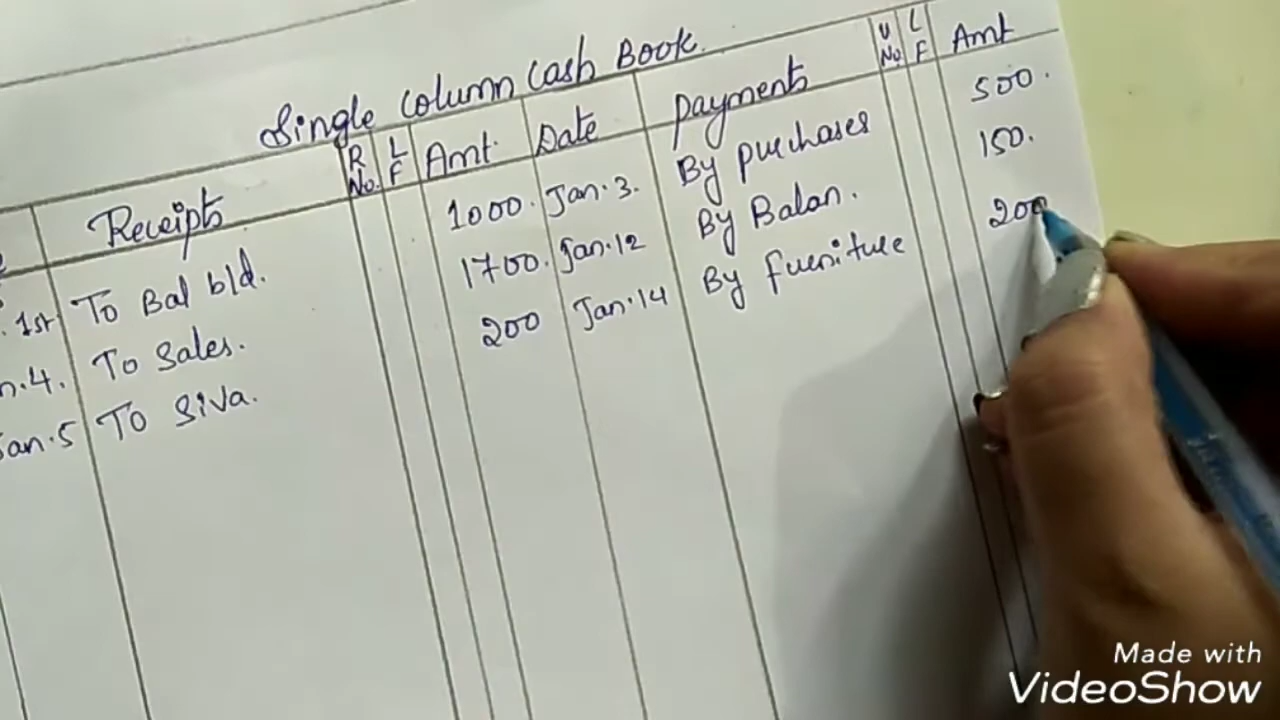 Single column cash Book.
Receipts R No. L F Amt. Date payments V No. L F Amt
1st To Bal b/d. 1000. Jan.3. By purchases 500.
.4. To Sales. 1700. Jan.12 By Balan. 150.
Jan.5 To Siva. 200 Jan.14 By furniture 200
Made with
VideoShow